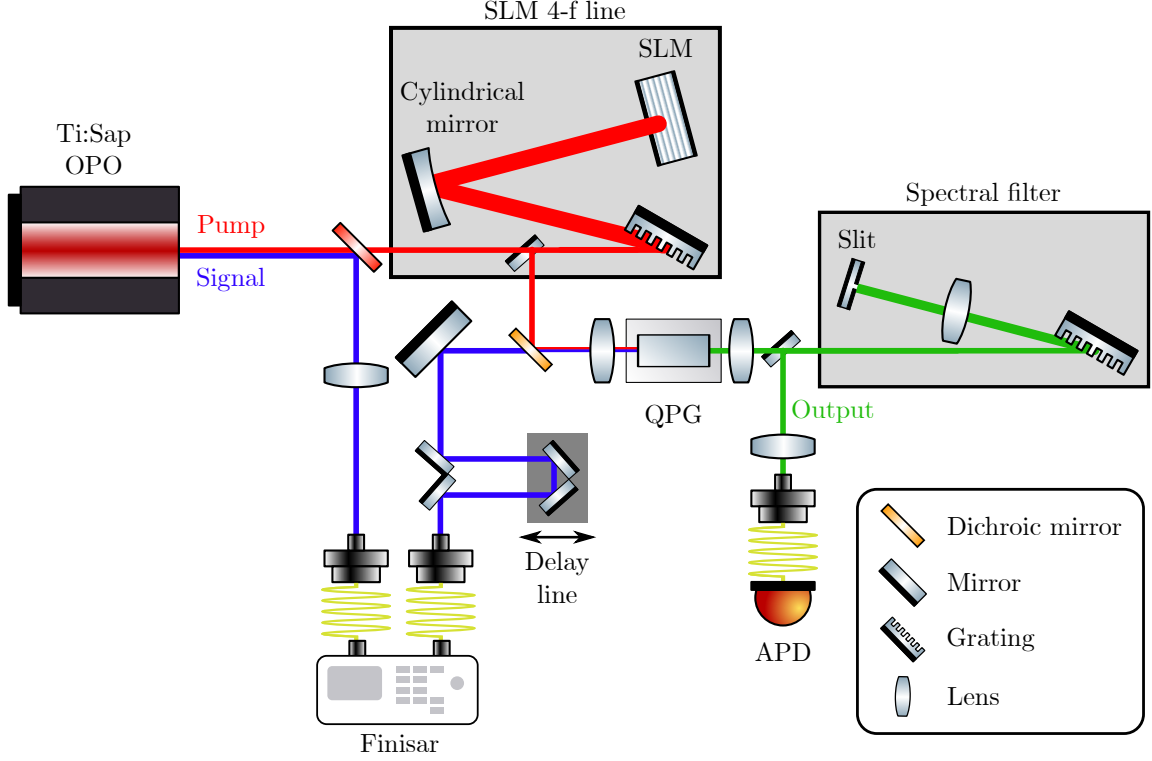 SLM 4-f line
SLM
Cylindrical
mirror
Ti:Sap
OPO
Pump
Signal
Spectral filter
Slit
QPG
Output
Delay
line
APD
Finisar
Dichroic mirror
Mirror
Grating
Lens